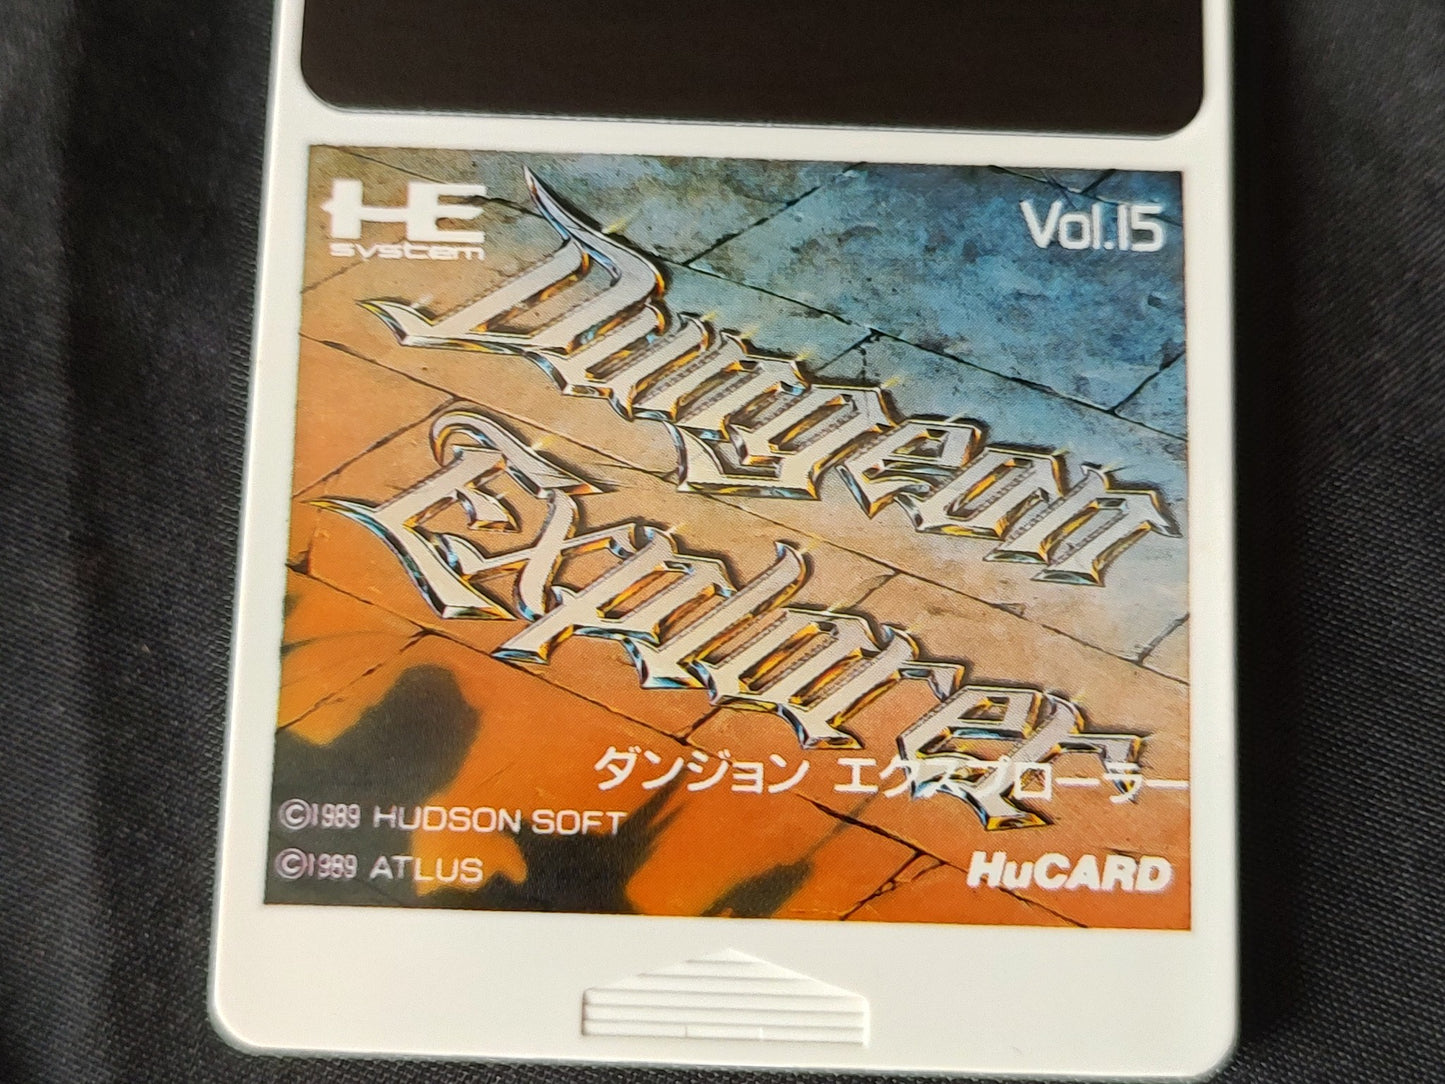 HE
system
Vol.15
Dungeon
Explorer
ダンジョン エクスプローラー
©1989 HUDSON SOFT
©1989 ATLUS
HuCARD